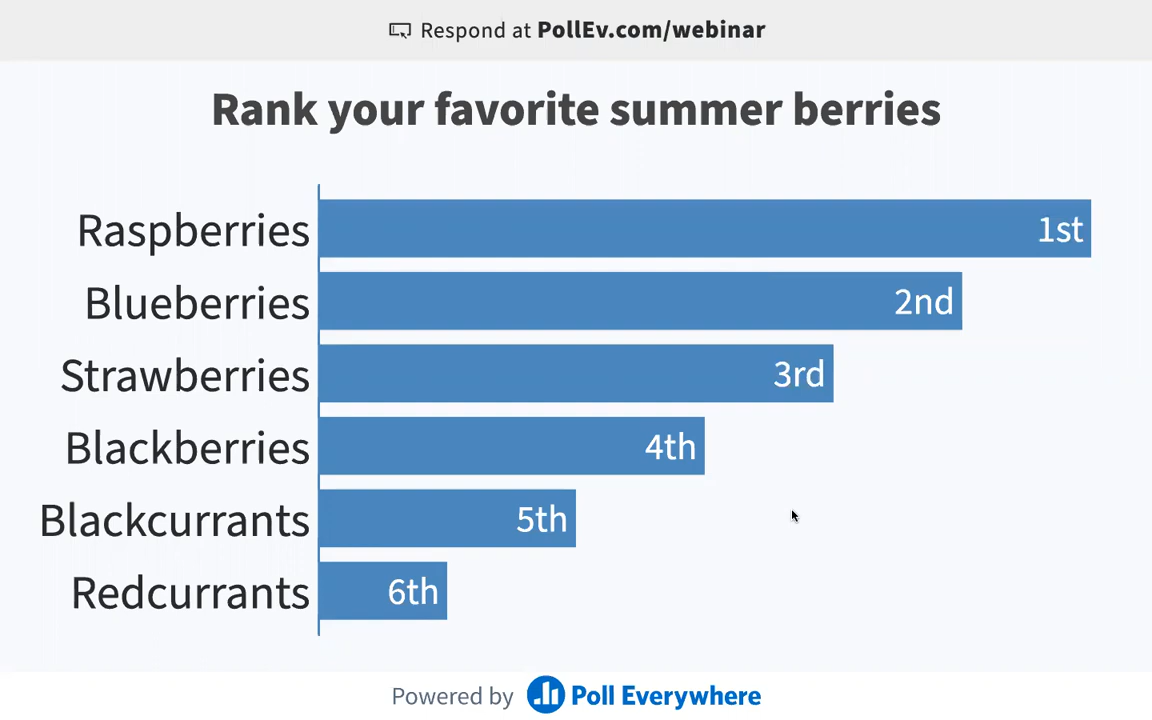 Respond at PollEv.com/webinar
Rank your favorite summer berries
Raspberries 1st
Blueberries 2nd
Strawberries 3rd
Blackberries 4th
Blackcurrants 5th
Redcurrants 6th
Powered by Poll Everywhere